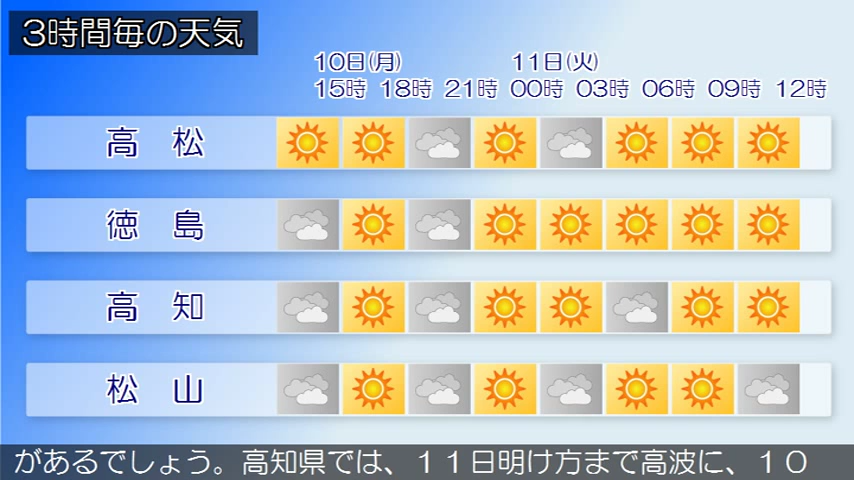 3時間毎の天気
10日(月) 11日(火)
15時 18時 21時 00時 03時 06時 09時 12時
高松
徳島
高知
松山
があるでしょう。高知県では、１１日明け方まで高波に、１０